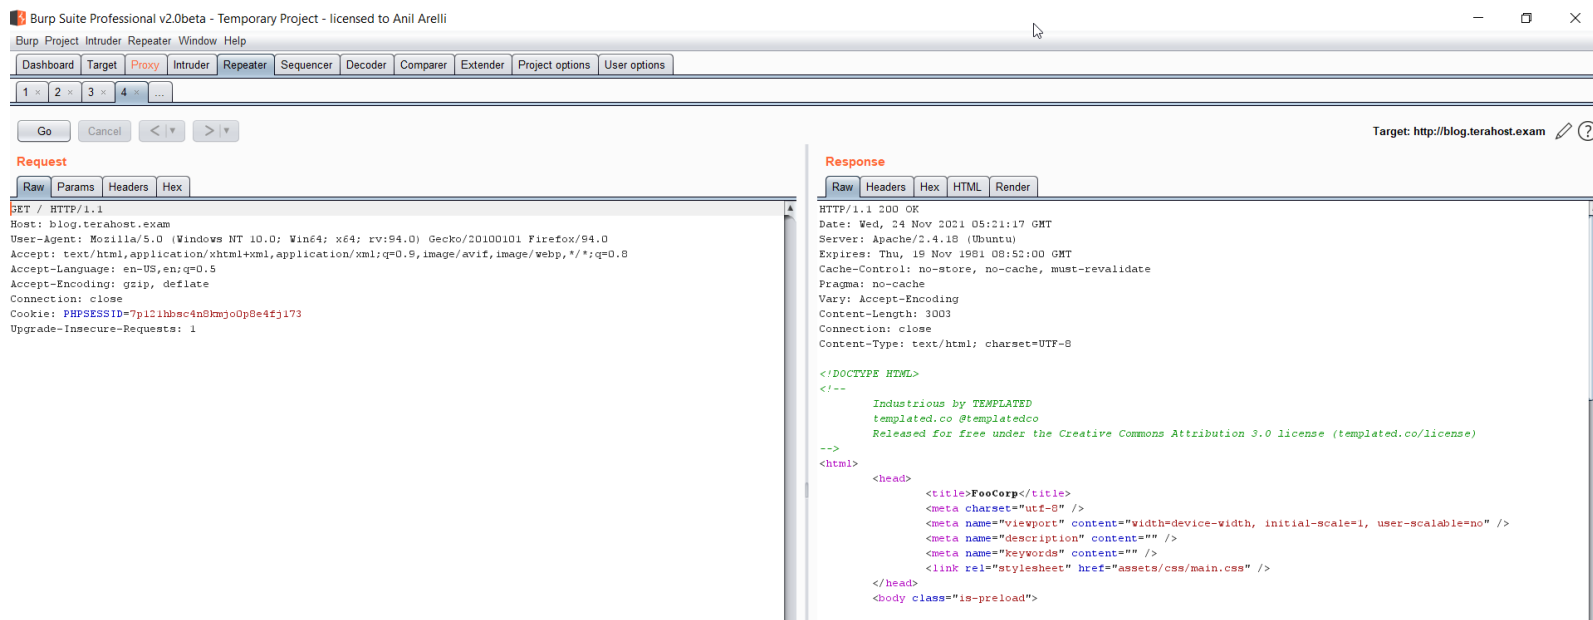 Burp Suite Professional v2.0beta - Temporary Project - licensed to Anil Arelli
Burp Project Intruder Repeater Window Help
Dashboard Target Proxy Intruder Repeater Sequencer Decoder Comparer Extender Project options User options
1 × 2 × 3 × 4 × ...
Go Cancel < | ▼ > | ▼ Target: http://blog.terahost.exam ?
Request
Raw Params Headers Hex
GET / HTTP/1.1
Host: blog.terahost.exam
User-Agent: Mozilla/5.0 (Windows NT 10.0; Win64; x64; rv:94.0) Gecko/20100101 Firefox/94.0
Accept: text/html,application/xhtml+xml,application/xml;q=0.9,image/avif,image/webp,*/*;q=0.8
Accept-Language: en-US,en;q=0.5
Accept-Encoding: gzip, deflate
Connection: close
Cookie: PHPSESSID=7p121hbsc4n8kmjo0p8e4fj173
Upgrade-Insecure-Requests: 1
Response
Raw Headers Hex HTML Render
HTTP/1.1 200 OK
Date: Wed, 24 Nov 2021 05:21:17 GMT
Server: Apache/2.4.18 (Ubuntu)
Expires: Thu, 19 Nov 1981 08:52:00 GMT
Cache-Control: no-store, no-cache, must-revalidate
Pragma: no-cache
Vary: Accept-Encoding
Content-Length: 3003
Connection: close
Content-Type: text/html; charset=UTF-8
<!DOCTYPE HTML>
<!--
Industrious by TEMPLATED
templated.co @templatedco
Released for free under the Creative Commons Attribution 3.0 license (templated.co/license)
-->
<html>
<head>
<title>FooCorp</title>
<meta charset="utf-8" />
<meta name="viewport" content="width=device-width, initial-scale=1, user-scalable=no" />
<meta name="description" content="" />
<meta name="keywords" content="" />
<link rel="stylesheet" href="assets/css/main.css" />
</head>
<body class="is-preload">